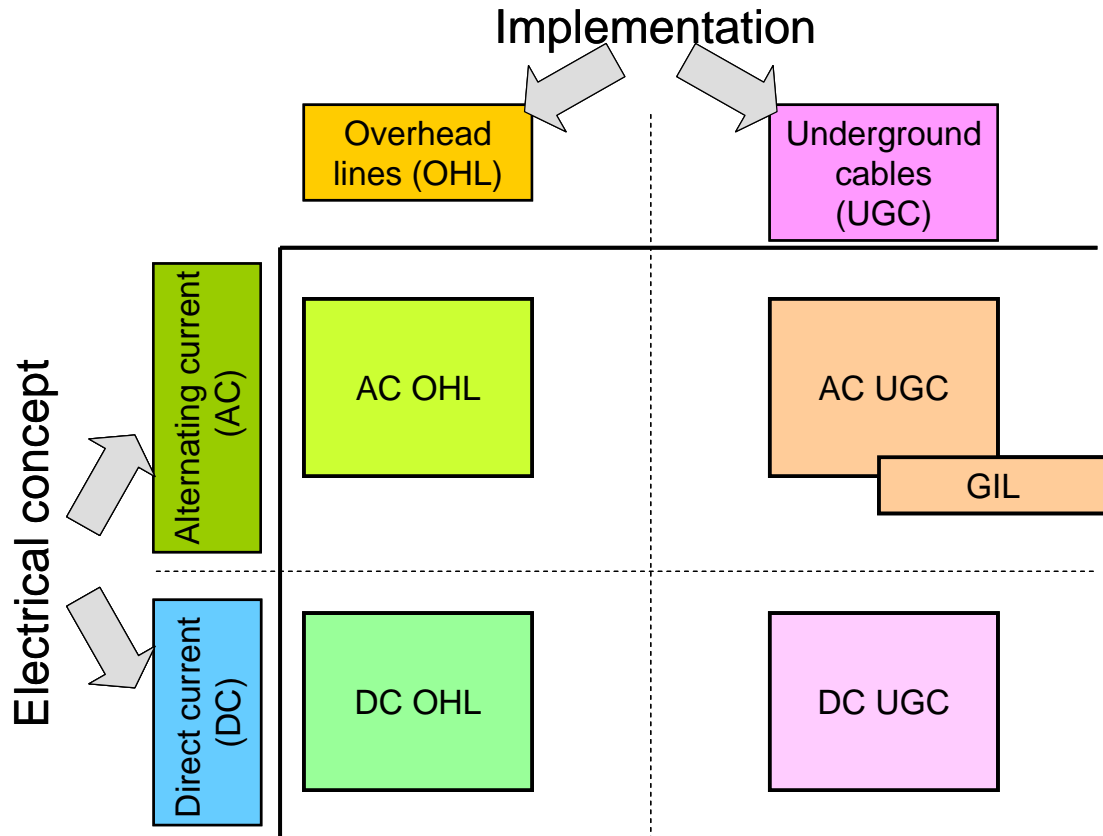 Implementation
Overhead
lines (OHL)
Underground
cables
(UGC)
Electrical concept
Alternating current
(AC)
AC OHL
AC UGC
GIL
Direct current
(DC)
DC OHL
DC UGC